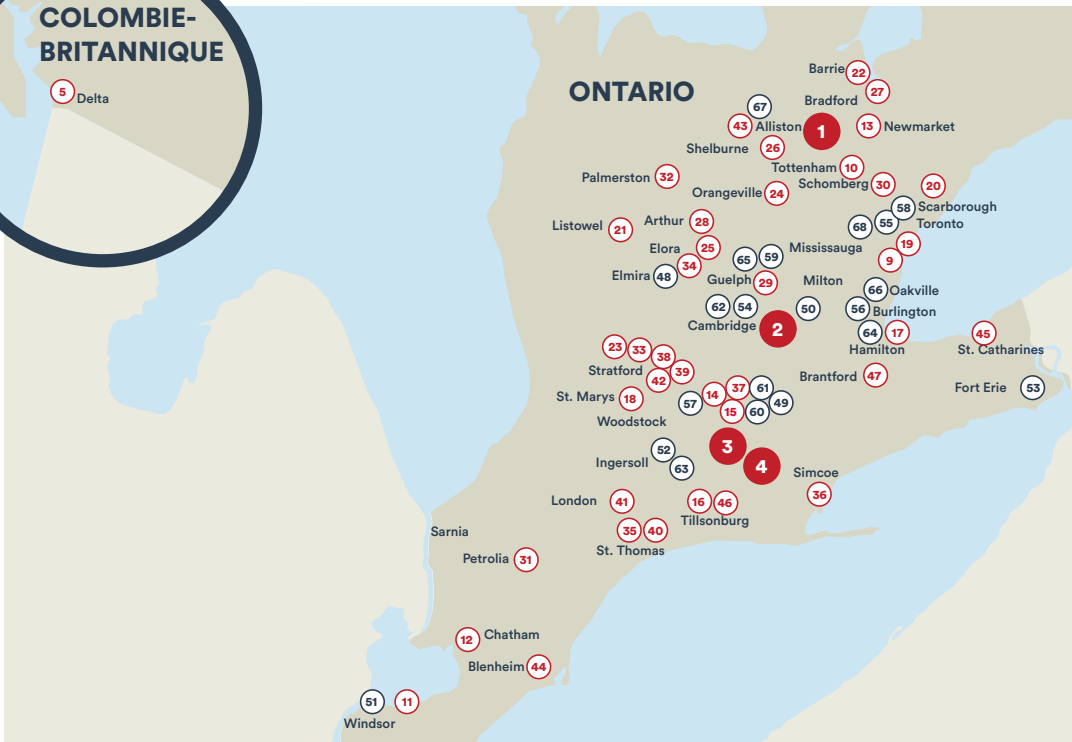 COLOMBIE-
BRITANNIQUE
5
Delta
ONTARIO
Barrie 22
27
Bradford
67
43 Alliston 1 13 Newmarket
Shelburne 26
Tottenham 10
Palmerston 32
Schomberg 30 20
Orangeville 24
58 Scarborough
Listowel 21 Arthur 28
68 55 Toronto
Elora 25
65 59 Mississauga 19
34 9
Elmira 48
Guelph 29 Milton
66 Oakville
62 54 50 56 Burlington
Cambridge 2
64 17 45
Hamilton St. Catharines
23 33 38
Stratford 42 39
Brantford 47
Fort Erie 53
St. Marys 18
57 14 37 61 49
15 60
Woodstock
3
52
Ingersoll 63
4
Simcoe
36
London 41
16 46
Tillsonburg
35 40
St. Thomas
Sarnia
Petrolia 31
12 Chatham
Blenheim 44
51 11
Windsor